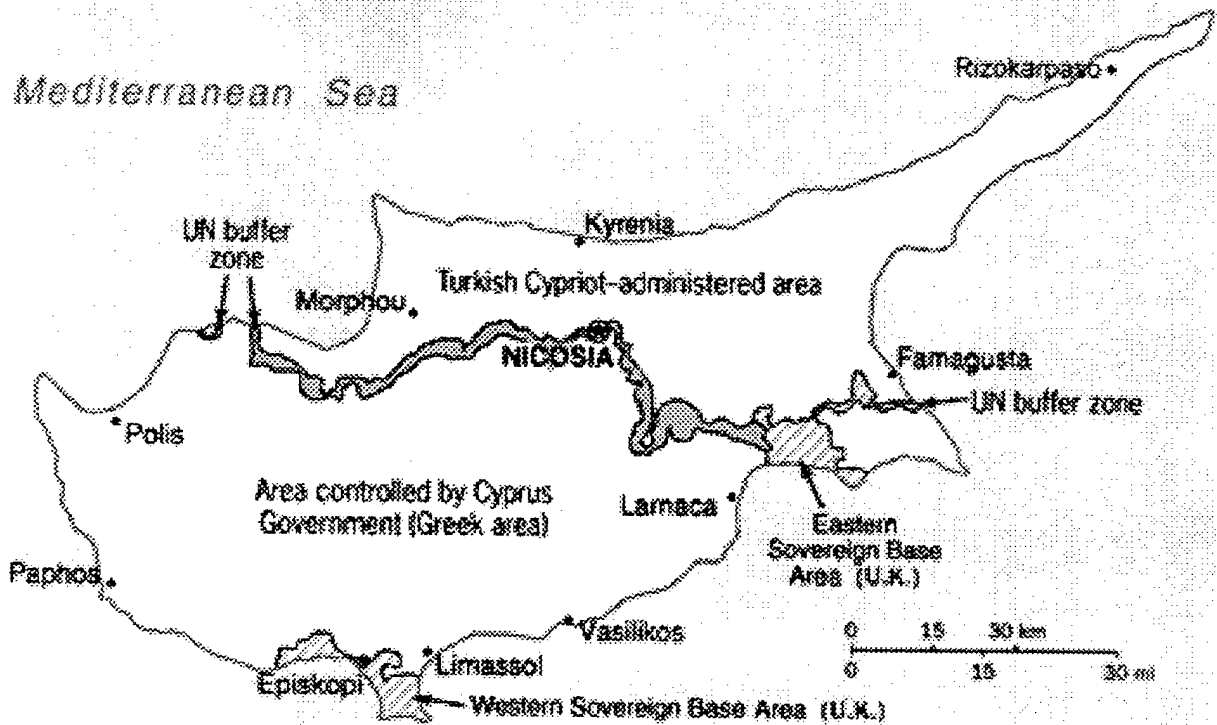 Mediterranean Sea
Rizokarpaso
UN buffer
zone
Kyrenia
Turkish Cypriot-administered area
Morphou
NICOSIA
Famagusta
UN buffer zone
Polis
Area controlled by Cyprus
Government (Greek area)
Larnaca
Eastern
Sovereign Base
Area (U.K.)
Paphos
Vasilikos
0 15 30 km
0 15 30 mi
Limassol
Episkopi
Western Sovereign Base Area (U.K.)